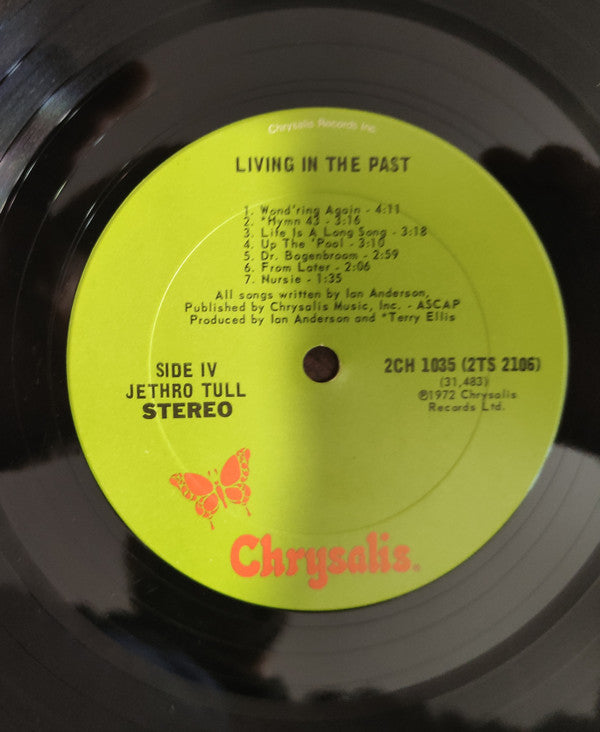 Chrysalis Records Inc.
LIVING IN THE PAST
1. Wond'ring Again - 4:11
2. *Hymn 43 - 3:16
3. Life Is A Long Song - 3:18
4. Up The 'Pool - 3:10
5. Dr. Bogenbroom - 2:59
6. From Later - 2:06
7. Nursie - 1:35
All songs written by Ian Anderson,
Published by Chrysalis Music, Inc. - ASCAP
Produced by Ian Anderson and *Terry Ellis
SIDE IV
JETHRO TULL
STEREO
2CH 1035 (2TS 2106)
(31,483)
℗1972 Chrysalis
Records Ltd.
Chrysalis.